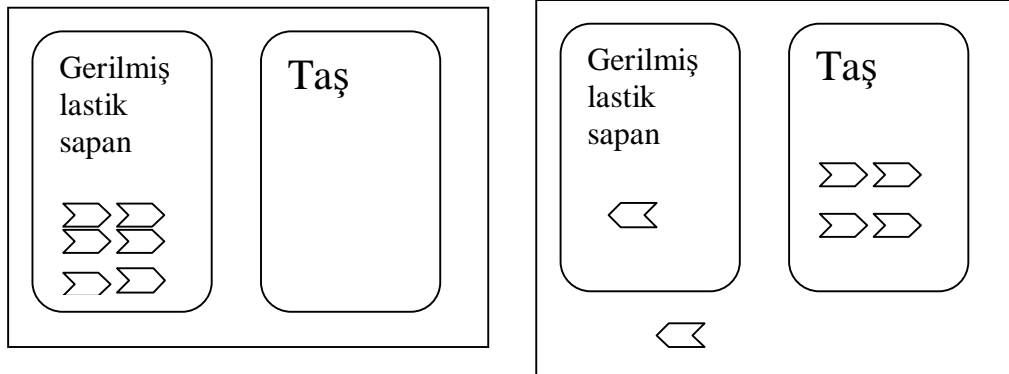 Gerilmiş
lastik
sapan
Taş
Gerilmiş
lastik
sapan
Taş